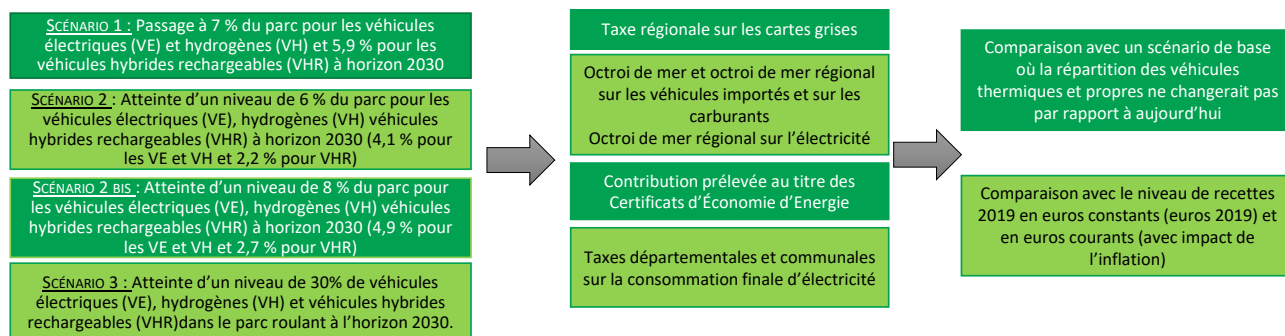 SCÉNARIO 1 : Passage à 7 % du parc pour les véhicules
électriques (VE) et hydrogènes (VH) et 5,9 % pour les
véhicules hybrides rechargeables (VHR) à horizon 2030
SCÉNARIO 2 : Atteinte d'un niveau de 6 % du parc pour les
véhicules électriques (VE), hydrogènes (VH) véhicules
hybrides rechargeables (VHR) à horizon 2030 (4,1 % pour
les VE et VH et 2,2 % pour VHR)
SCÉNARIO 2 BIS : Atteinte d'un niveau de 8 % du parc pour
les véhicules électriques (VE), hydrogènes (VH) véhicules
hybrides rechargeables (VHR) à horizon 2030 (4,9 % pour
les VE et VH et 2,7 % pour VHR)
SCÉNARIO 3 : Atteinte d'un niveau de 30% de véhicules
électriques (VE), hydrogènes (VH) et véhicules hybrides
rechargeables (VHR)dans le parc roulant à l'horizon 2030.
Taxe régionale sur les cartes grises
Octroi de mer et octroi de mer régional
sur les véhicules importés et sur les
carburants
Octroi de mer régional sur l'électricité
Contribution prélevée au titre des
Certificats d'Économie d'Energie
Taxes départementales et communales
sur la consommation finale d'électricité
Comparaison avec un scénario de base
où la répartition des véhicules
thermiques et propres ne changerait pas
par rapport à aujourd'hui
Comparaison avec le niveau de recettes
2019 en euros constants (euros 2019) et
en euros courants (avec impact de
l'inflation)